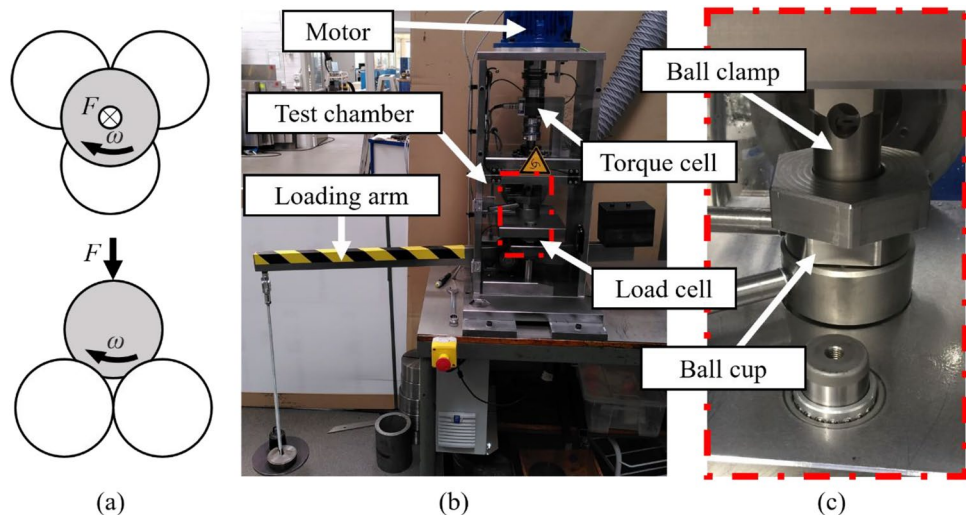 F
ω
F
ω
(a)
Motor
Test chamber
Torque cell
Loading arm
Load cell
(b)
Ball clamp
Ball cup
(c)